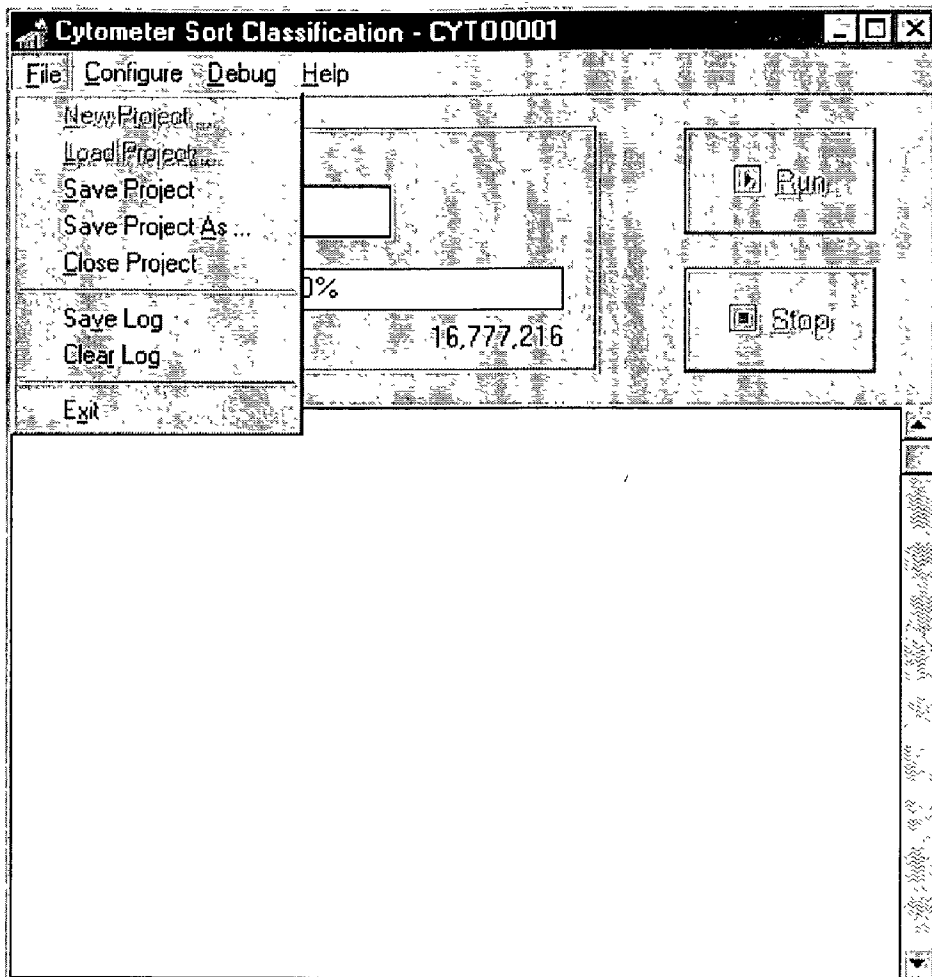 Cytometer Sort Classification - CYTO0001
File Configure Debug Help
New Project ...
Load Project...
Save Project
Save Project As ...
Close Project
Save Log
Clear Log
Exit
0%
16,777,216
Run
Stop